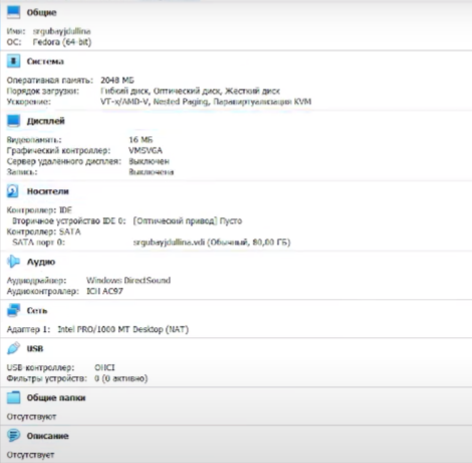 Общие
Имя: srgubayjdullina
ОС: Fedora (64-bit)
Система
Оперативная память: 2048 МБ
Порядок загрузки: Гибкий диск, Оптический диск, Жёсткий диск
Ускорение: VT-x/AMD-V, Nested Paging, Паравиртуализация KVM
Дисплей
Видеопамять: 16 МБ
Графический контроллер: VMSVGA
Сервер удалённого дисплея: Выключен
Запись: Выключена
Носители
Контроллер: IDE
Вторичное устройство IDE 0: [Оптический привод] Пусто
Контроллер: SATA
SATA порт 0: srgubayjdullina.vdi (Обычный, 80,00 ГБ)
Аудио
Аудиодрайвер: Windows DirectSound
Аудиоконтроллер: ICH AC97
Сеть
Адаптер 1: Intel PRO/1000 MT Desktop (NAT)
USB
USB-контроллер: OHCI
Фильтры устройств: 0 (0 активно)
Общие папки
Отсутствуют
Описание
Отсутствует